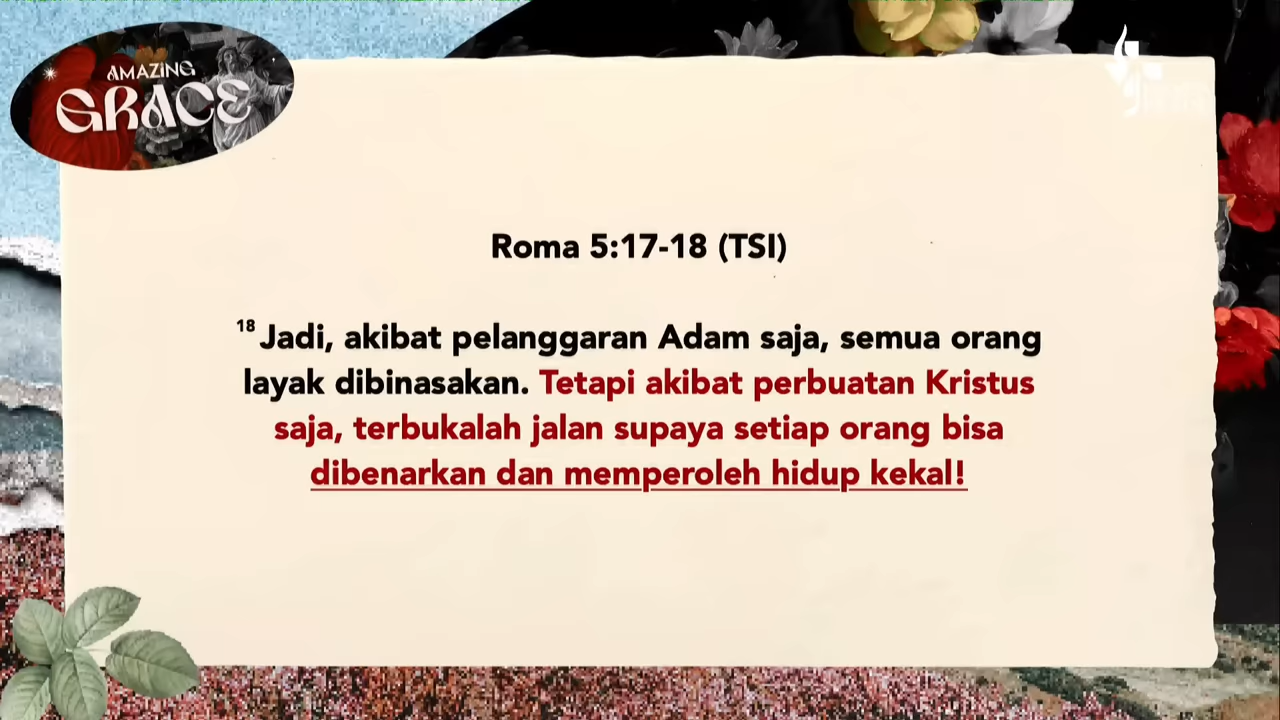 AMAZING
GRACE
Roma 5:17-18 (TSI)
18 Jadi, akibat pelanggaran Adam saja, semua orang
layak dibinasakan. Tetapi akibat perbuatan Kristus
saja, terbukalah jalan supaya setiap orang bisa
dibenarkan dan memperoleh hidup kekal!